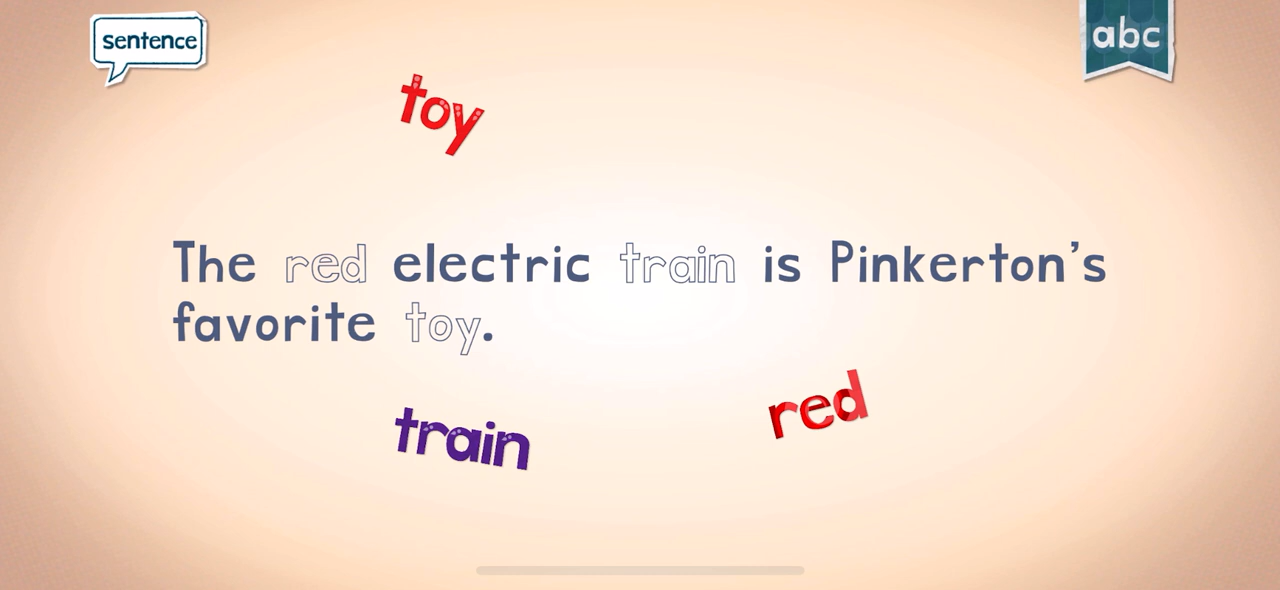 sentence
abc
toy
The red electric train is Pinkerton’s
favorite toy.
train
red